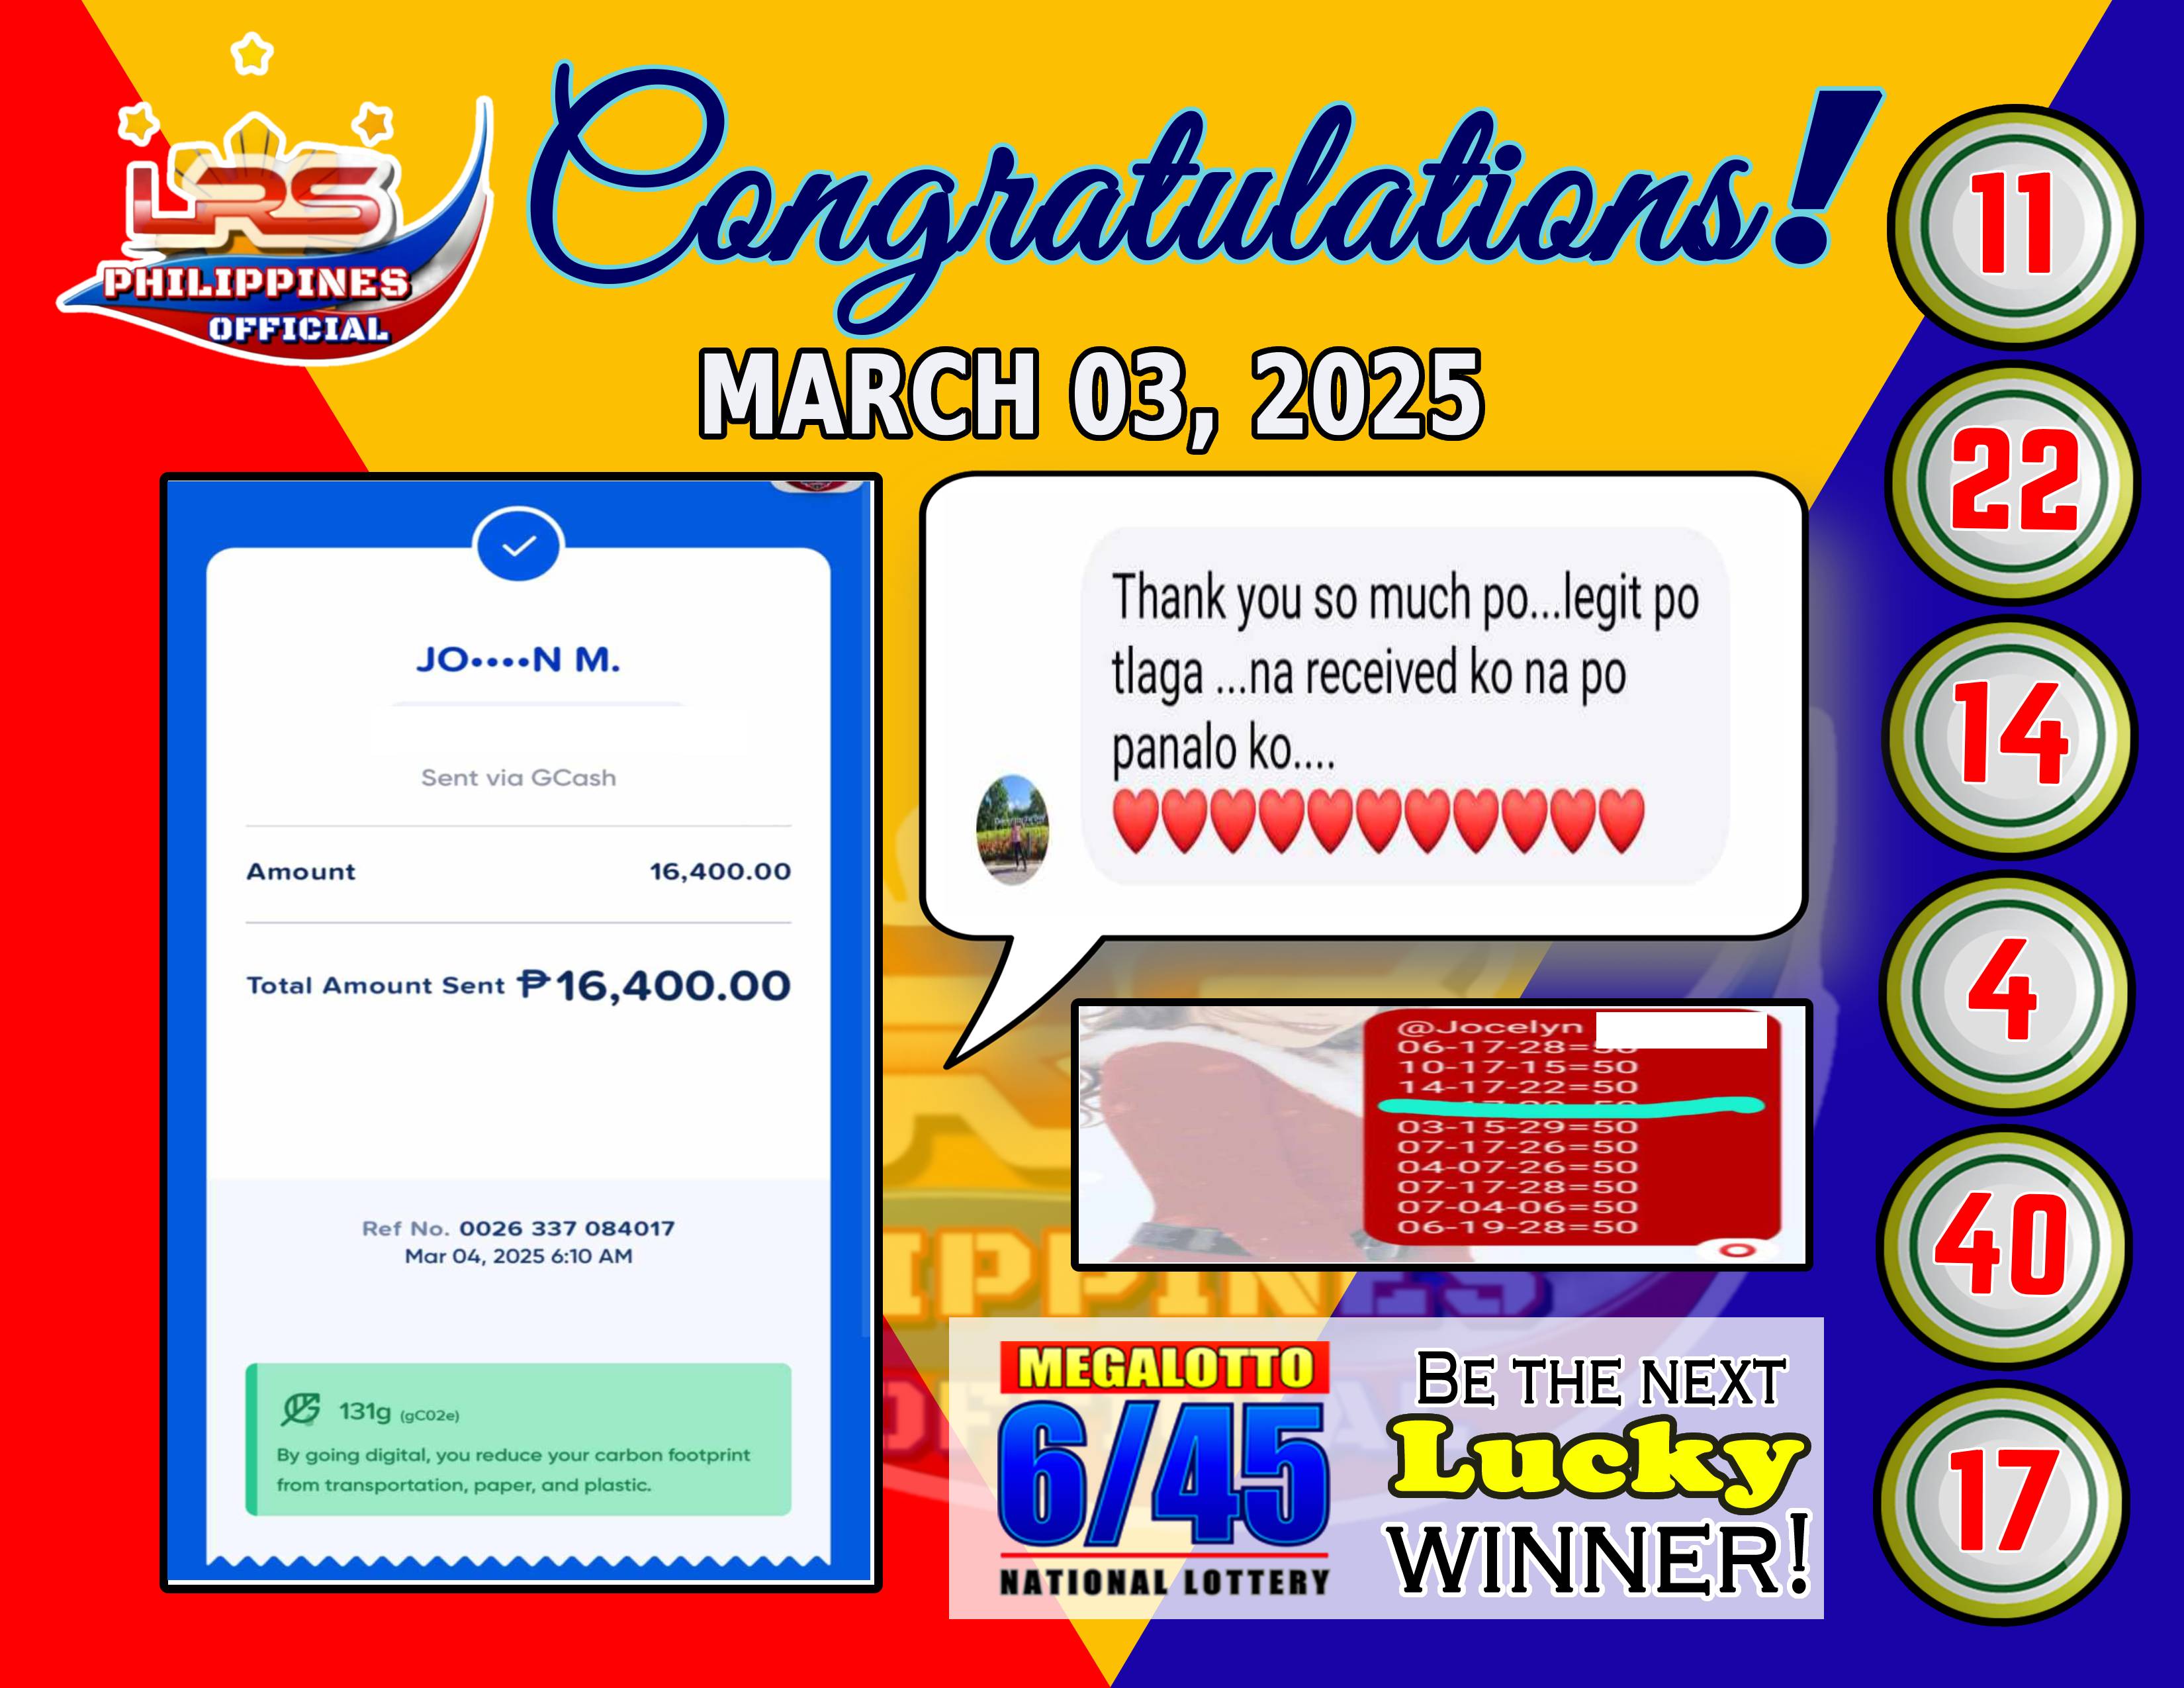 LRS
PHILIPPINES
OFFICIAL
Congratulations!
MARCH 03, 2025
JO••••N M.
Sent via GCash
Amount 16,400.00
Total Amount Sent ₱16,400.00
Ref No. 0026 337 084017
Mar 04, 2025 6:10 AM
131g (gC02e)
By going digital, you reduce your carbon footprint
from transportation, paper, and plastic.
Thank you so much po...legit po
tlaga ...na received ko na po
panalo ko....
❤️❤️❤️❤️❤️❤️❤️❤️❤️❤️❤️
@Jocelyn
06-17-28=50
10-17-15=50
14-17-22=50
03-15-29=50
07-17-26=50
04-07-26=50
07-17-28=50
07-04-06=50
06-19-28=50
MEGALOTTO
6/45
NATIONAL LOTTERY
BE THE NEXT
Lucky
WINNER!
11
22
14
4
40
17